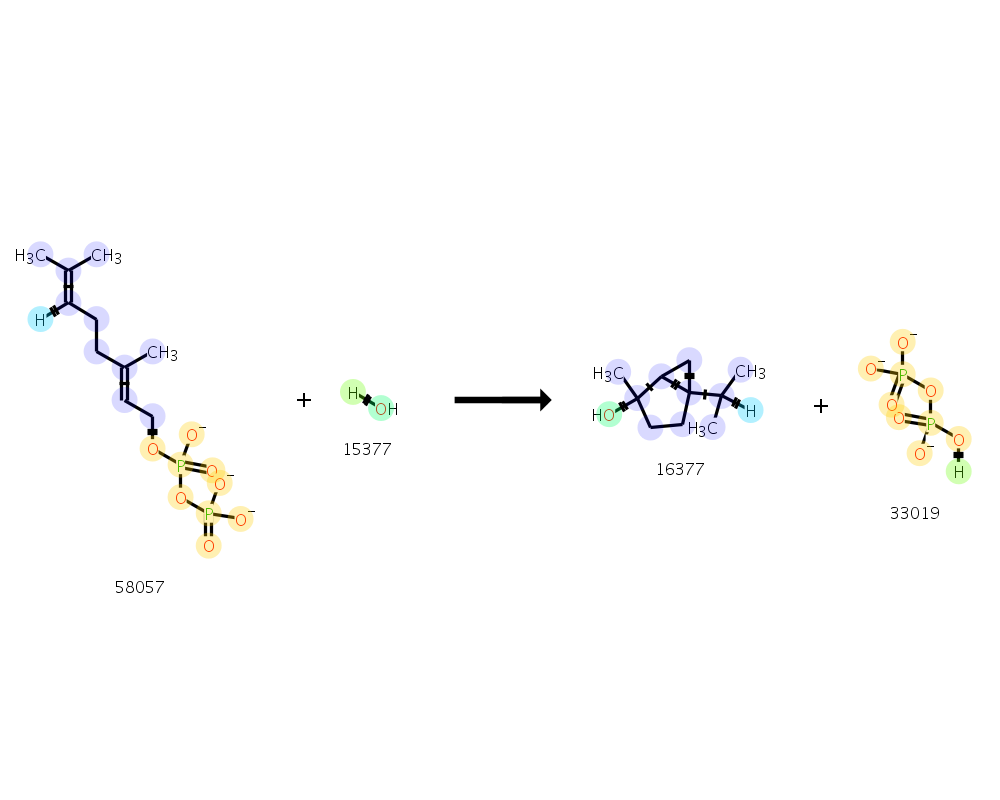 H₃C CH₃
H
CH₃
O
O⁻
P O
O⁻
O
P O⁻
O
58057
+
H
OH
15377
H₃C
HO
CH₃
H
H₃C
16377
+
O⁻
O⁻
P
O
O
O
P
O
O⁻
H
33019